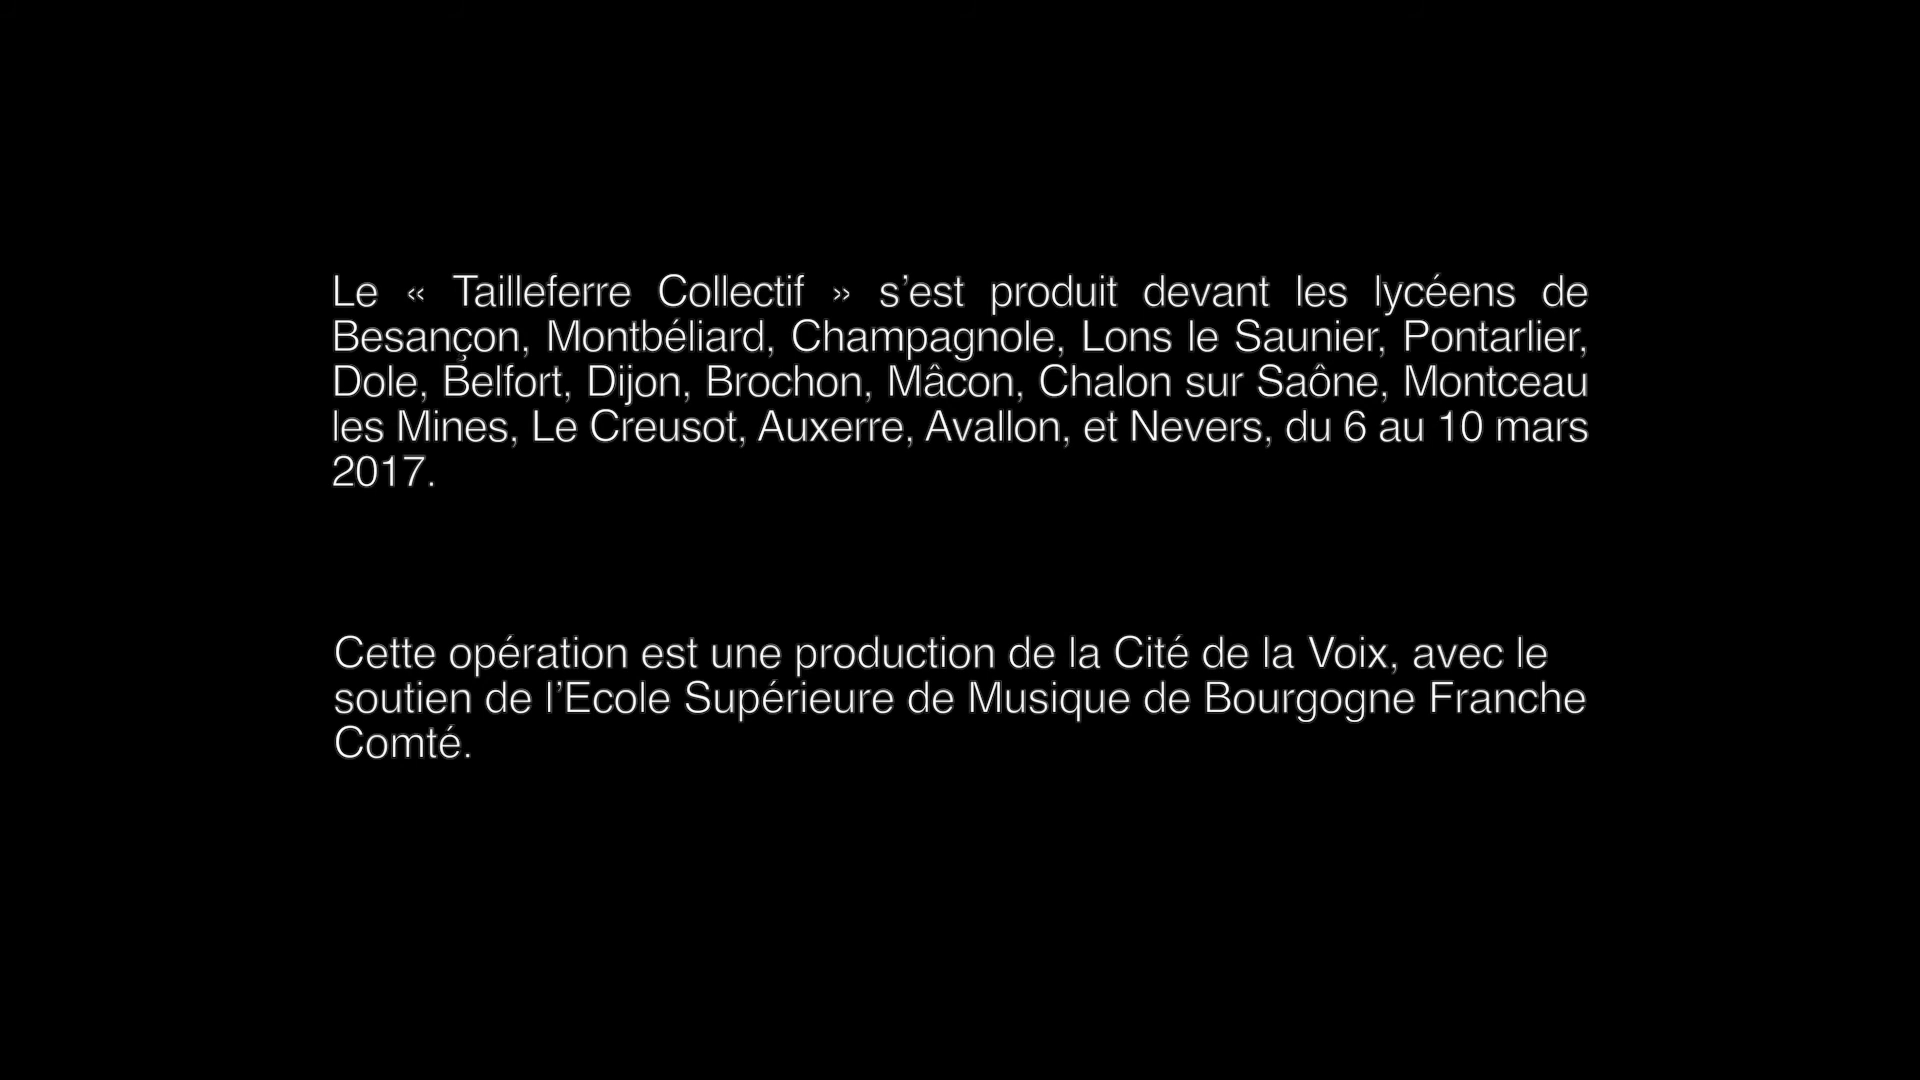 Le « Tailleferre Collectif » s’est produit devant les lycéens de
Besançon, Montbéliard, Champagnole, Lons le Saunier, Pontarlier,
Dole, Belfort, Dijon, Brochon, Mâcon, Chalon sur Saône, Montceau
les Mines, Le Creusot, Auxerre, Avallon, et Nevers, du 6 au 10 mars
2017.
Cette opération est une production de la Cité de la Voix, avec le
soutien de l’Ecole Supérieure de Musique de Bourgogne Franche
Comté.